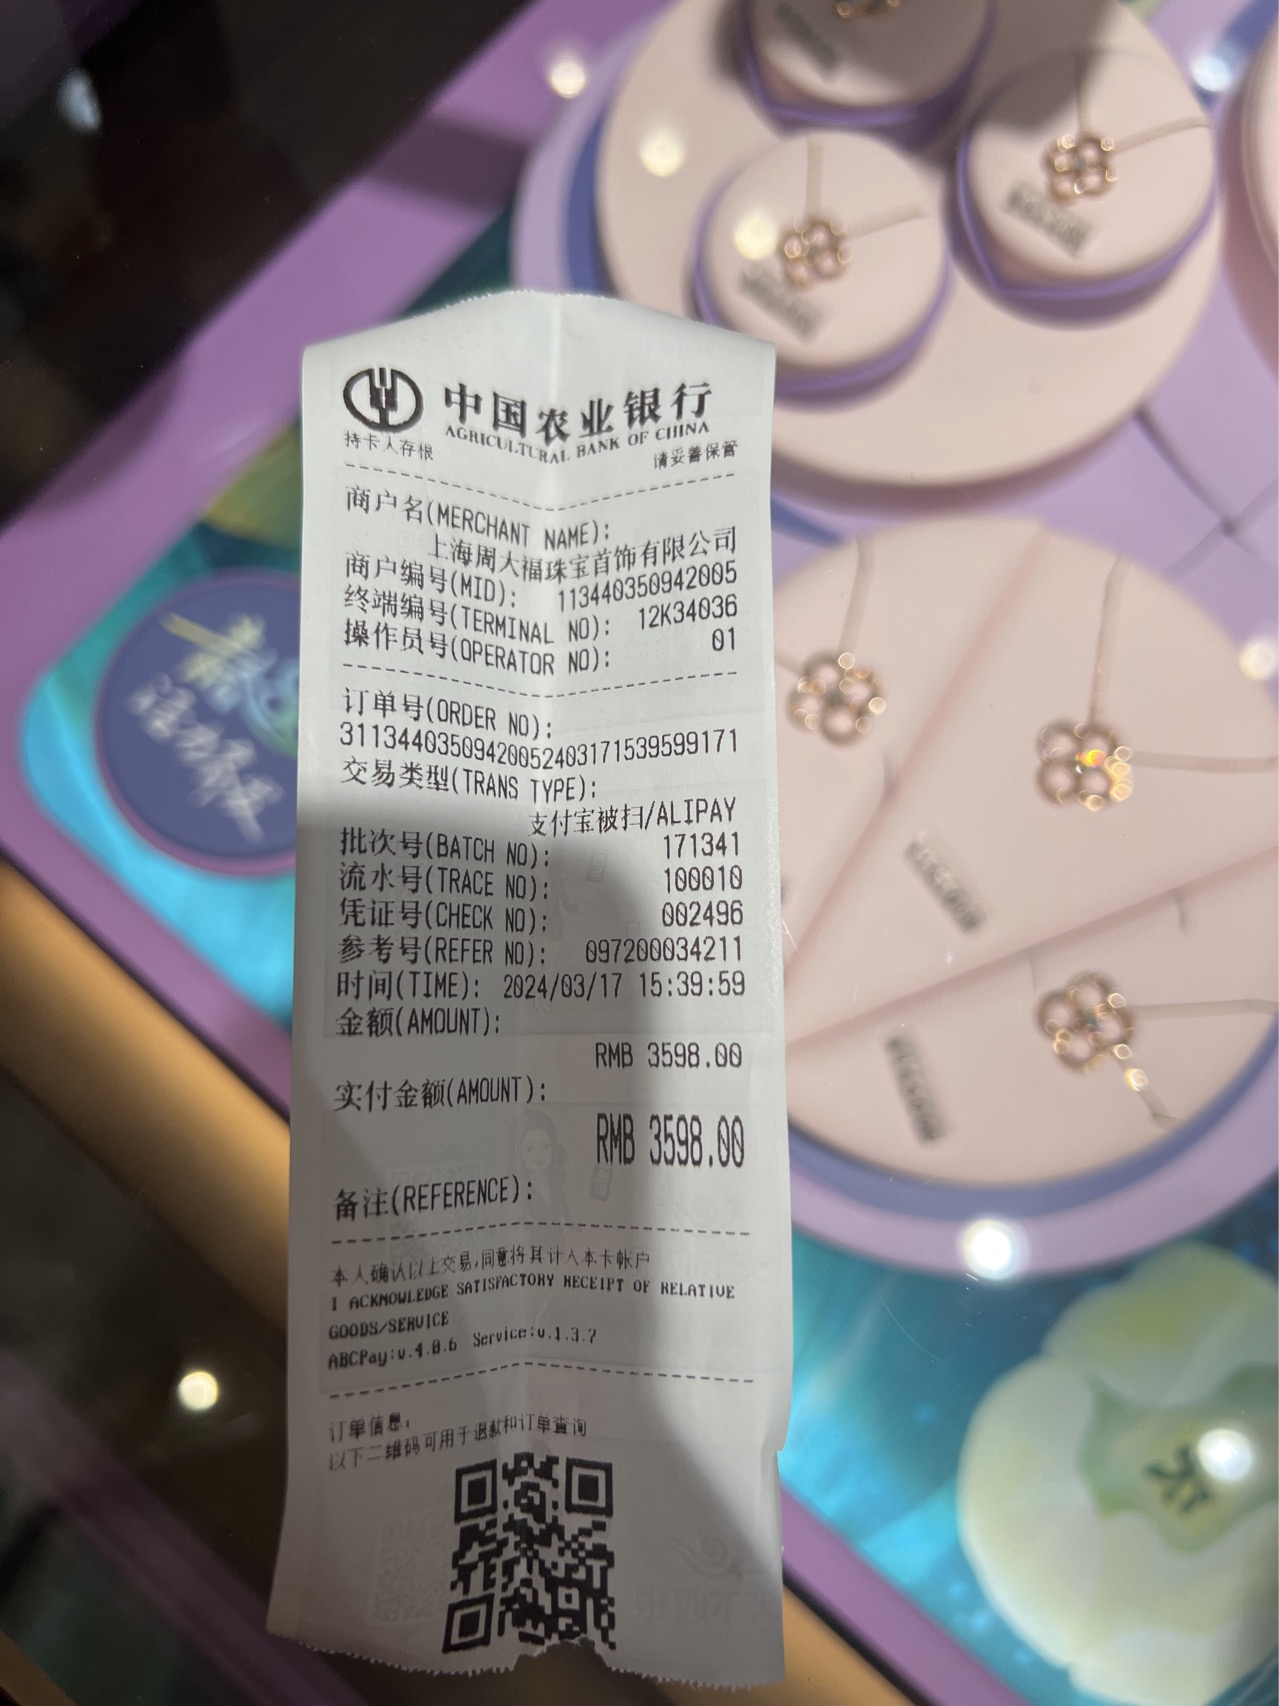 中国农业银行
AGRICULTURAL BANK OF CHINA
持卡人存根 请妥善保管
商户名(MERCHANT NAME):
上海周大福珠宝首饰有限公司
商户编号(MID): 113440350942005
终端编号(TERMINAL NO): 12K34036
操作员号(OPERATOR NO): 01
订单号(ORDER NO):
31134403509420052403171539599171
交易类型(TRANS TYPE):
支付宝被扫/ALIPAY
批次号(BATCH NO): 171341
流水号(TRACE NO): 100010
凭证号(CHECK NO): 002496
参考号(REFER NO): 097200034211
时间(TIME): 2024/03/17 15:39:59
金额(AMOUNT):
RMB 3598.00
实付金额(AMOUNT):
RMB 3598.00
备注(REFERENCE):
本人确认以上交易,同意将其计入本卡帐户
I ACKNOWLEDGE SATISFACTORY RECEIPT OF RELATIVE
GOODS/SERVICE
ABCPay:v.4.0.6 Service:v.1.3.7
订单信息:
以下二维码可用于退款和订单查询